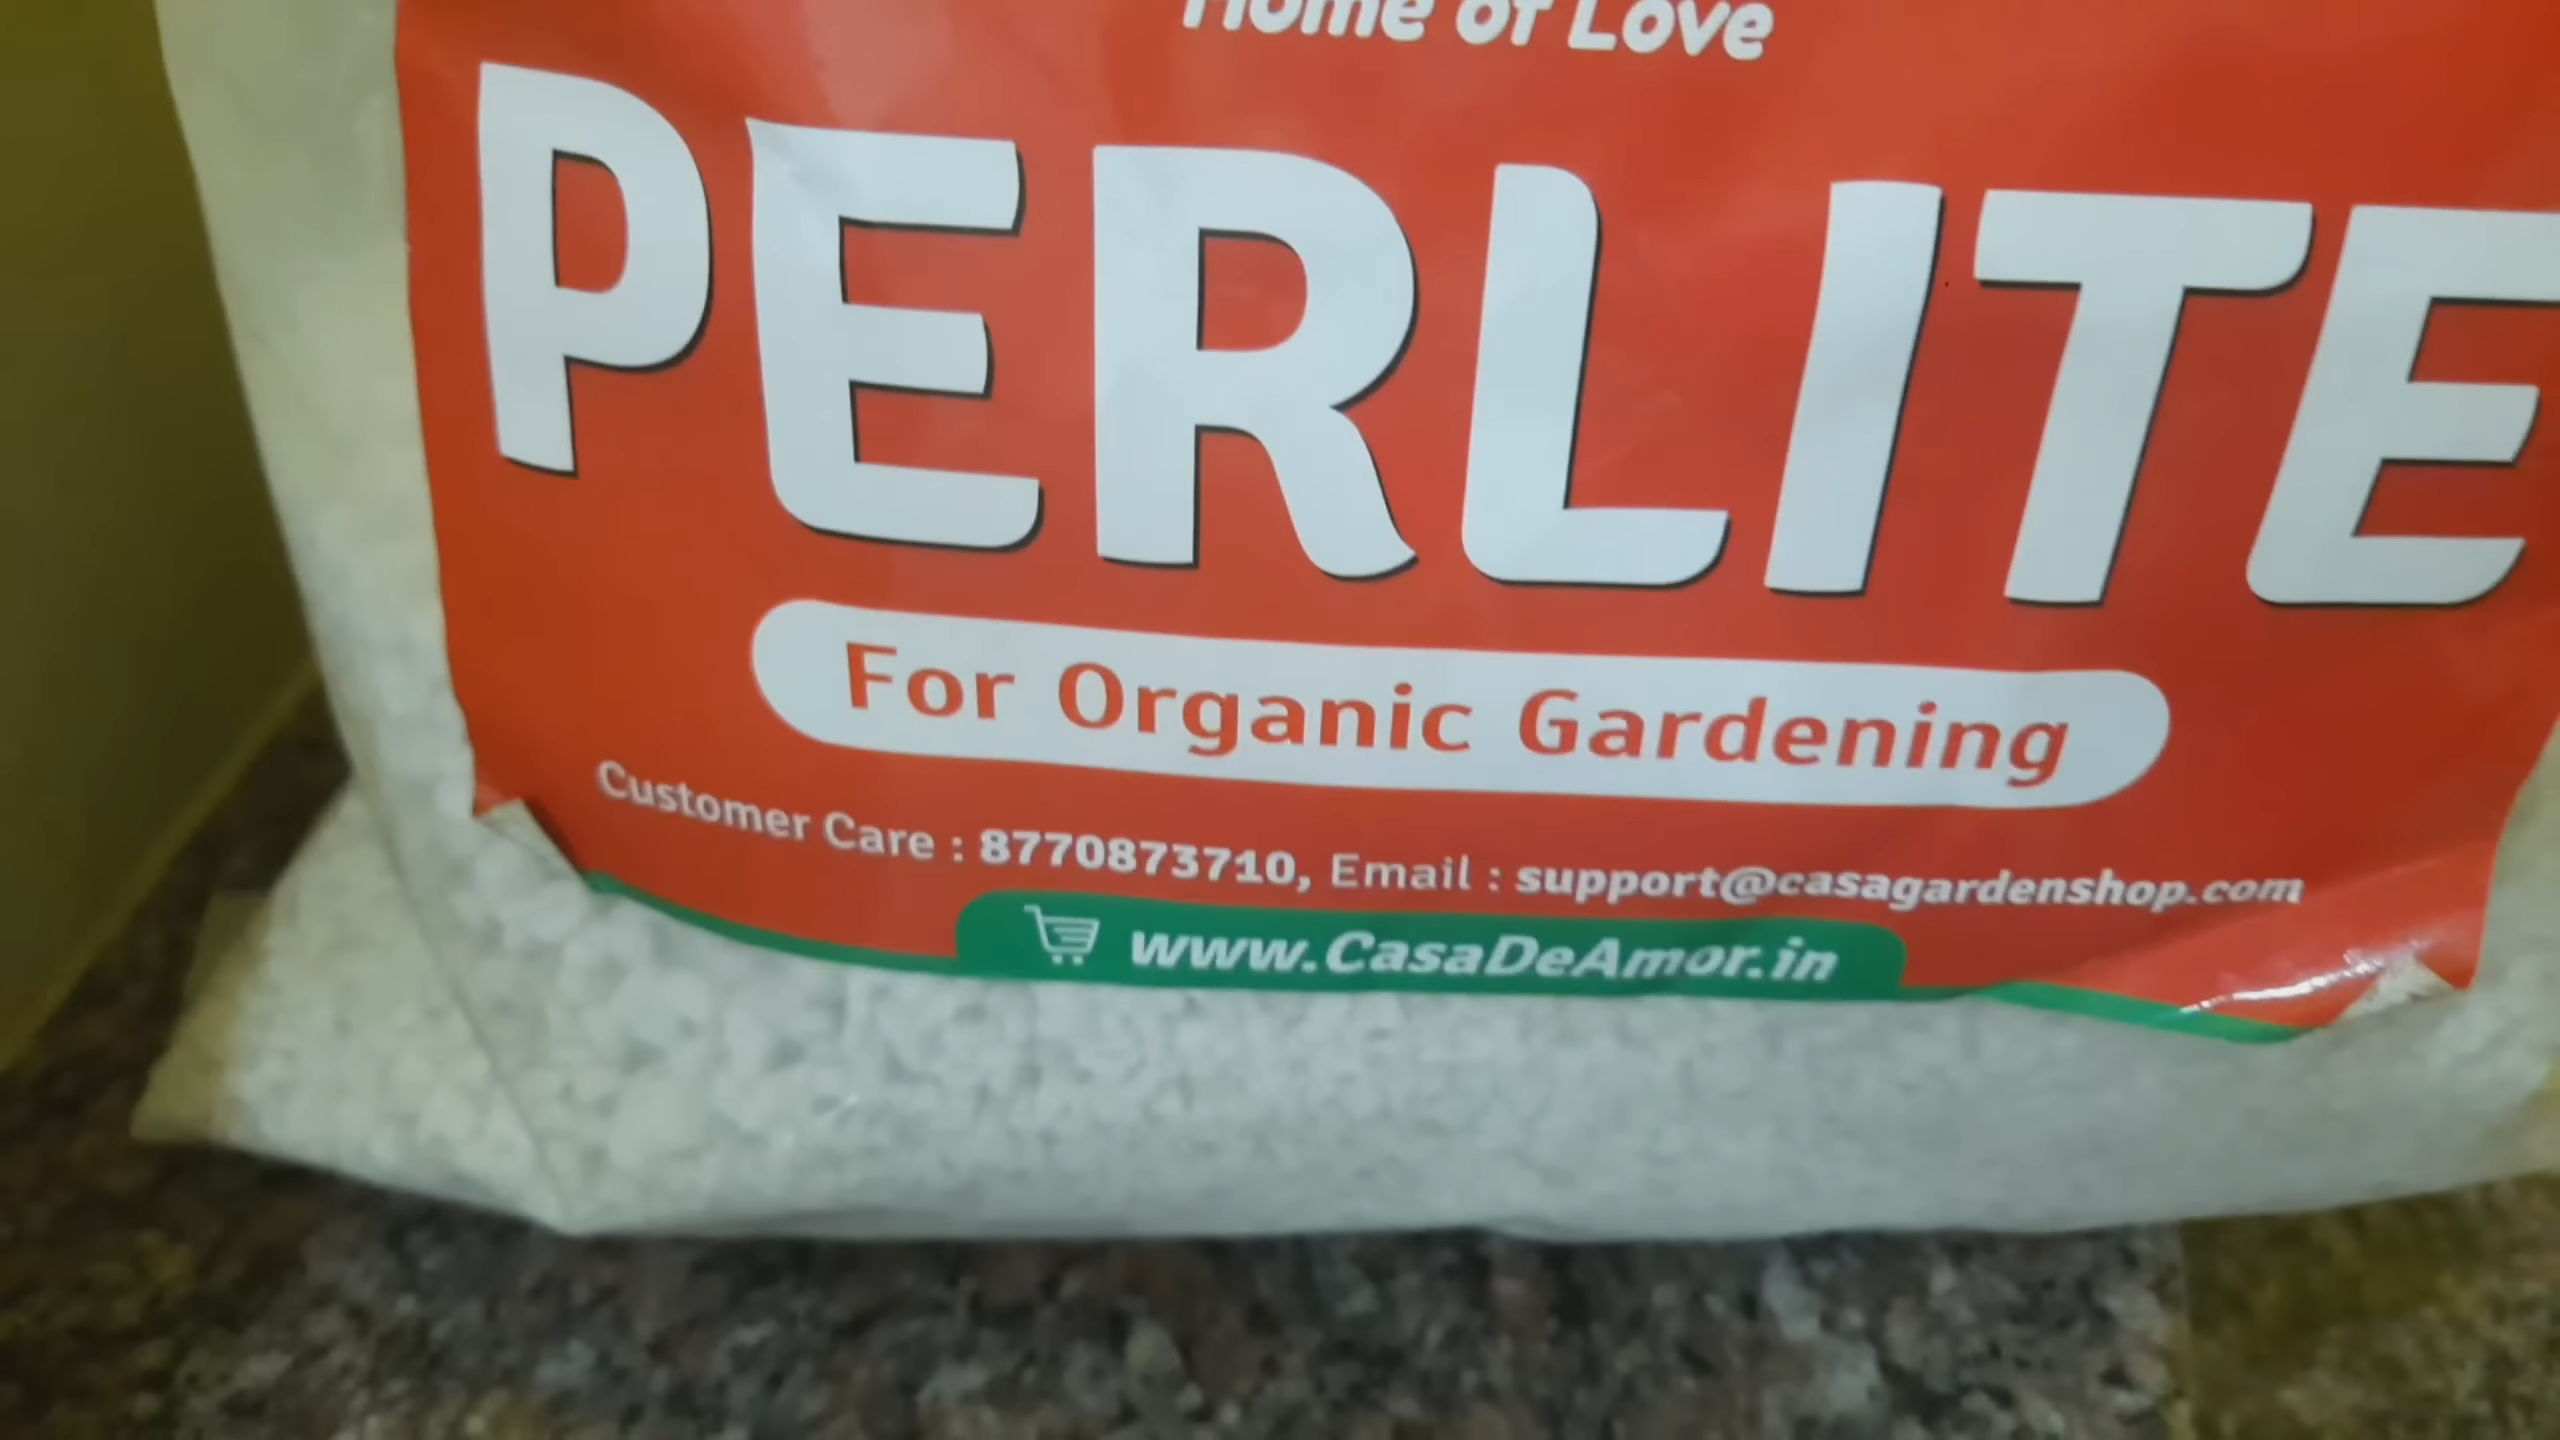 Home of Love
PERLITE
For Organic Gardening
Customer Care : 8770873710, Email : support@casagardenshop.com
www.CasaDeAmor.in